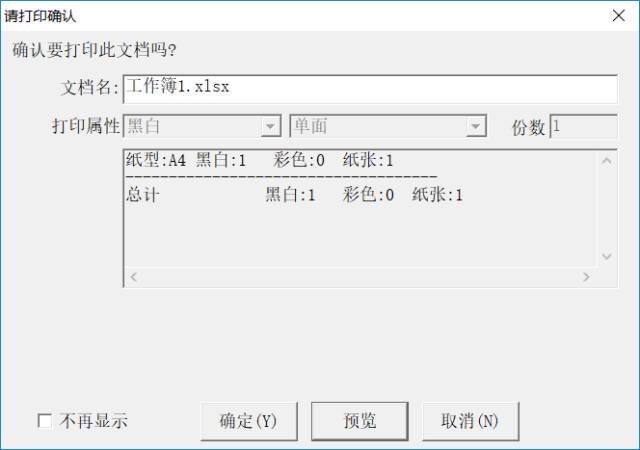 请打印确认
确认要打印此文档吗?
文档名: 工作簿1.xlsx
打印属性 黑白 单面 份数 1
纸型:A4 黑白:1 彩色:0 纸张:1
------------------------------------
总计 黑白:1 彩色:0 纸张:1
不再显示 确定(Y) 预览 取消(N)